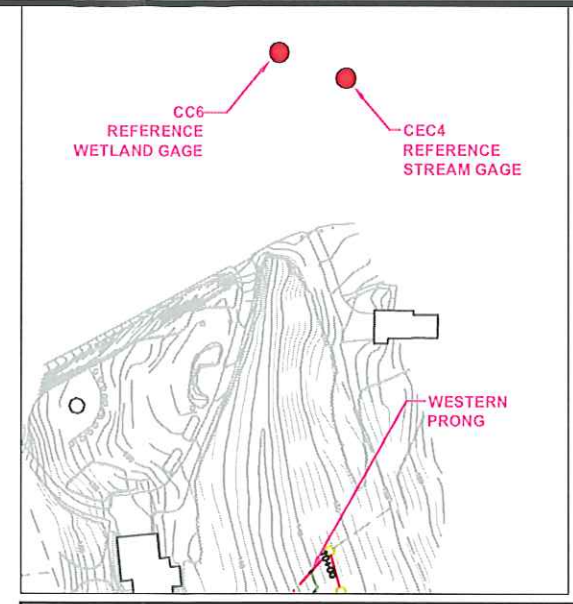 CC6
REFERENCE
WETLAND GAGE
CEC4
REFERENCE
STREAM GAGE
WESTERN
PRONG